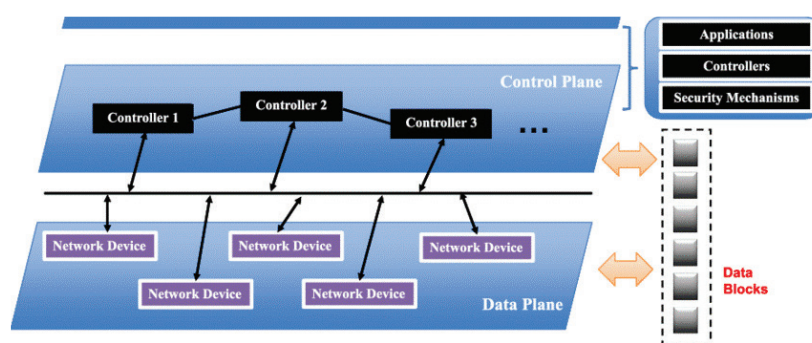 Applications
Controllers
Security Mechanisms
Control Plane
Controller 1
Controller 2
Controller 3
...
Network Device
Network Device
Network Device
Network Device
Network Device
Data Plane
Data
Blocks